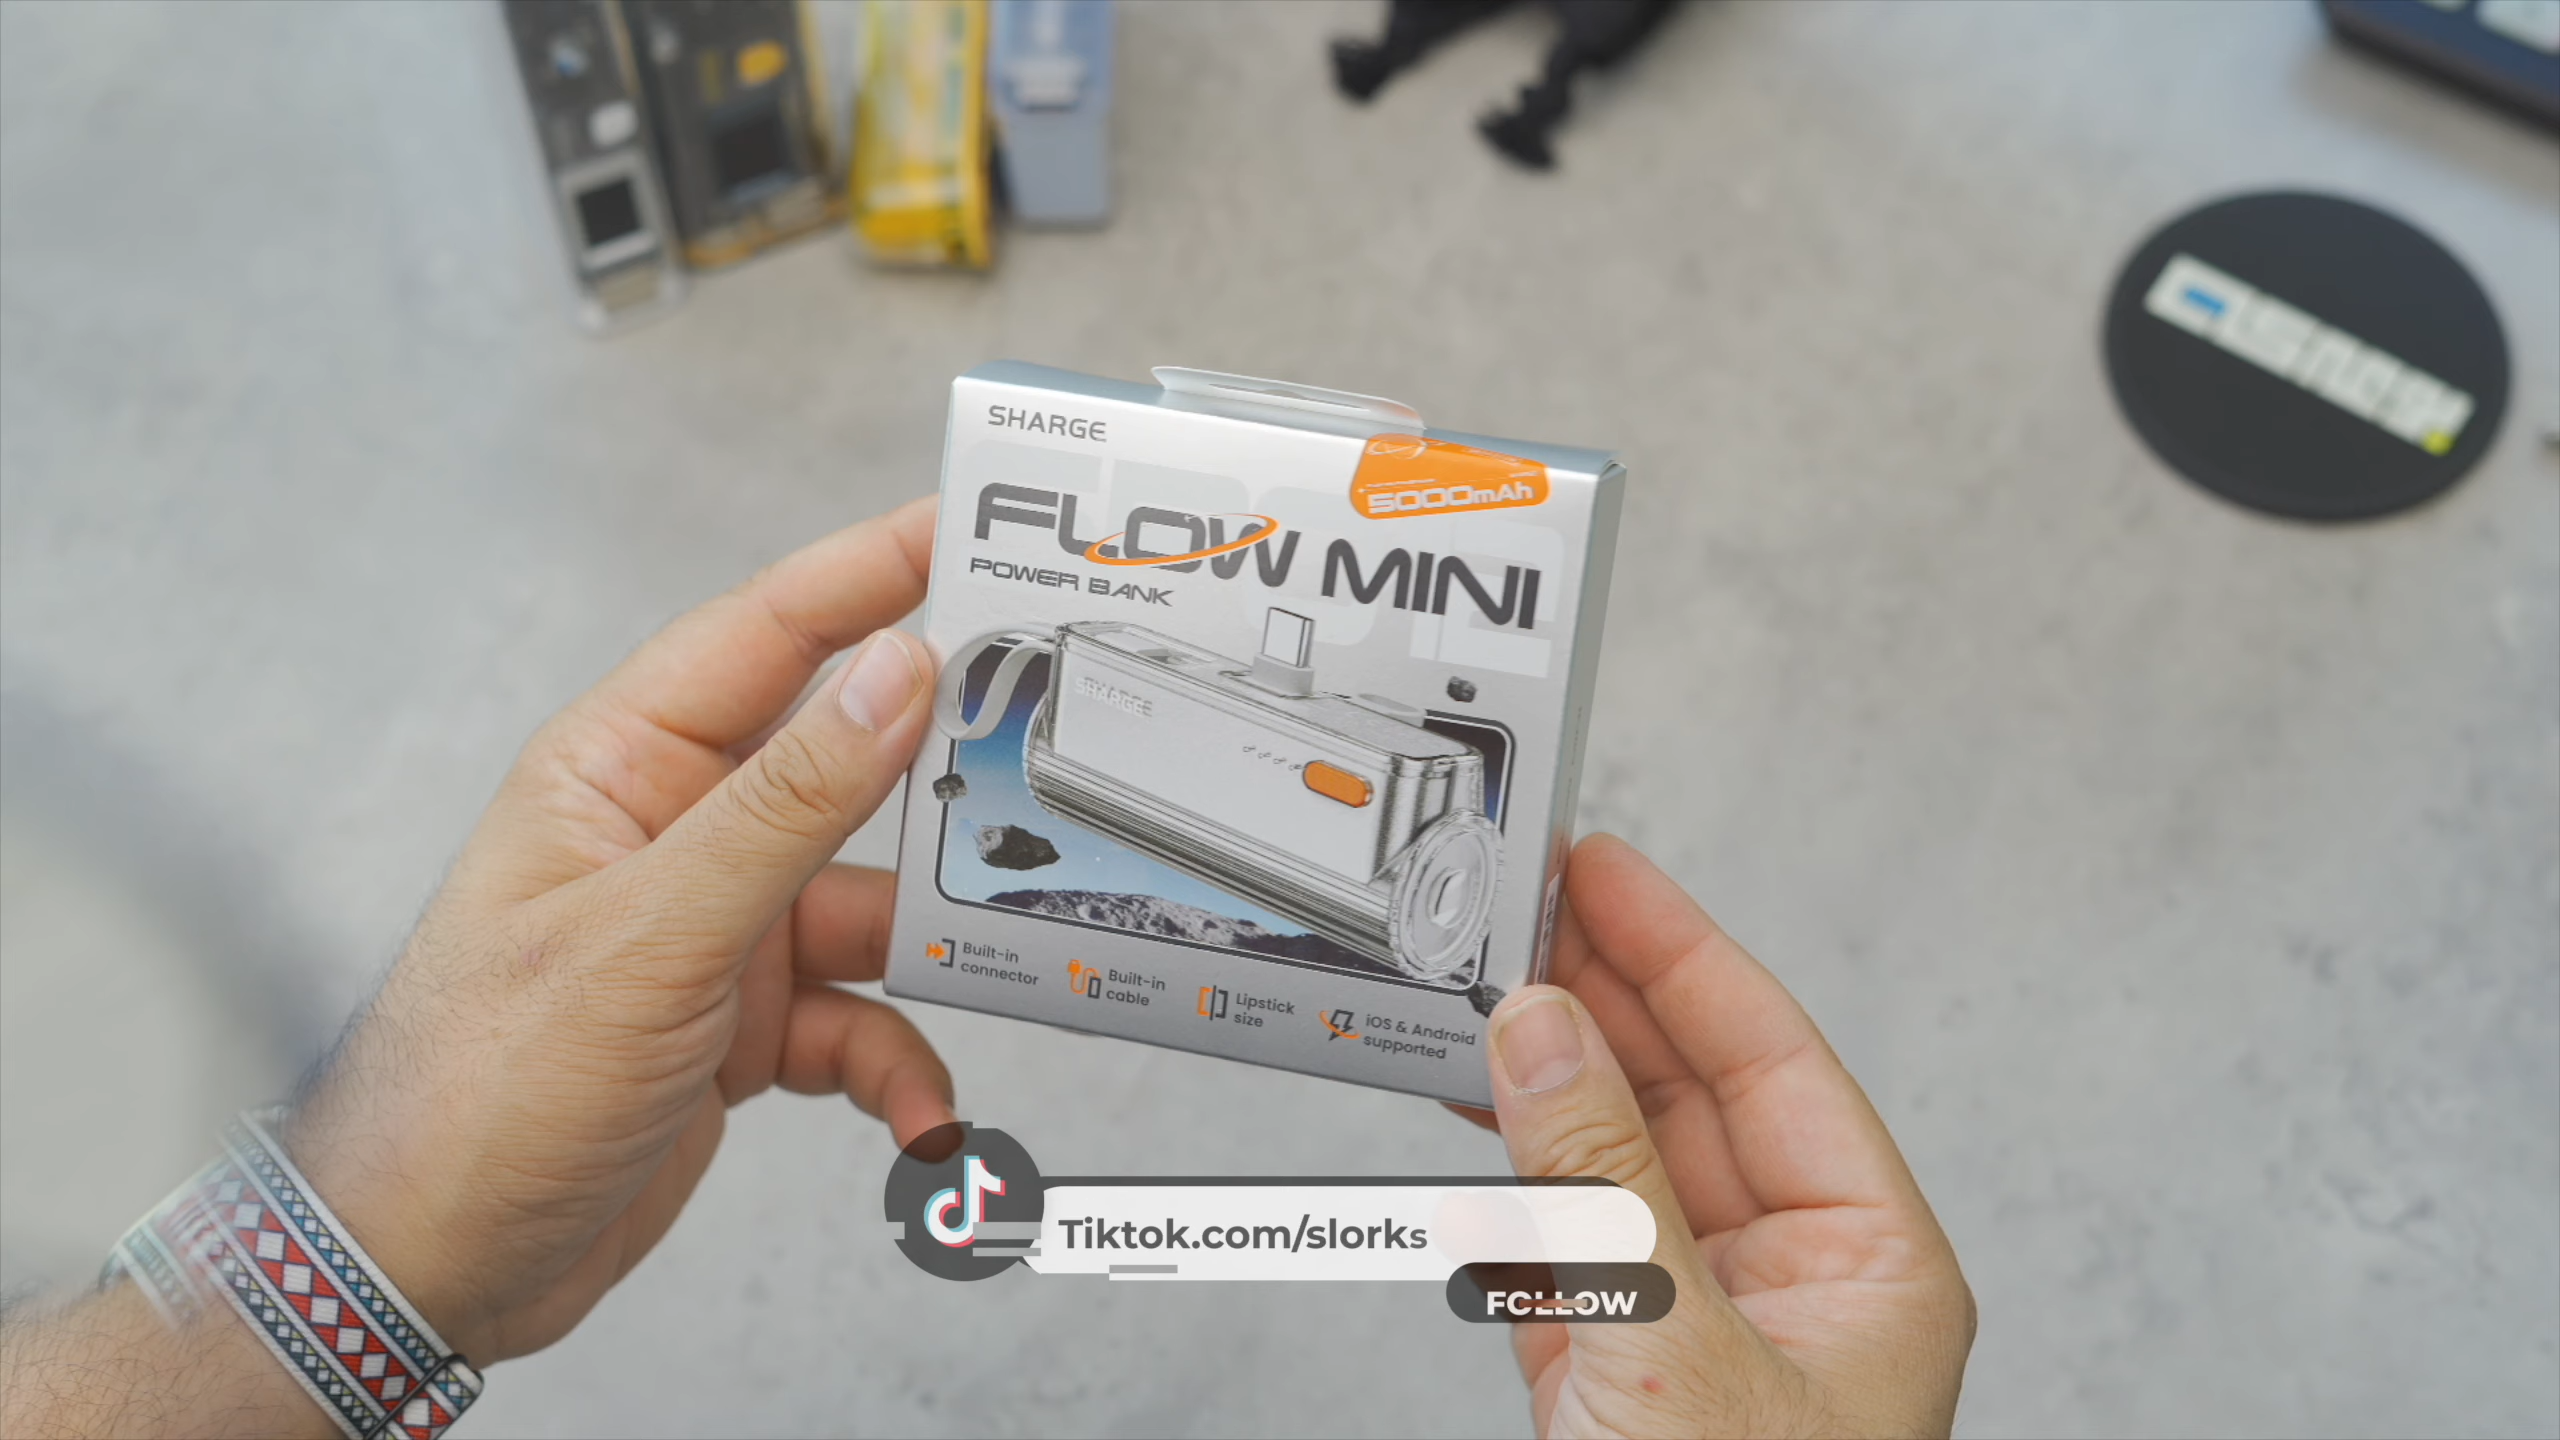 SHARGE
5000mAh
FLOW MINI
POWER BANK
SHARGE
Built-in
connector
Built-in
cable
Lipstick
size
iOS & Android
supported
Tiktok.com/slorks
FOLLOW